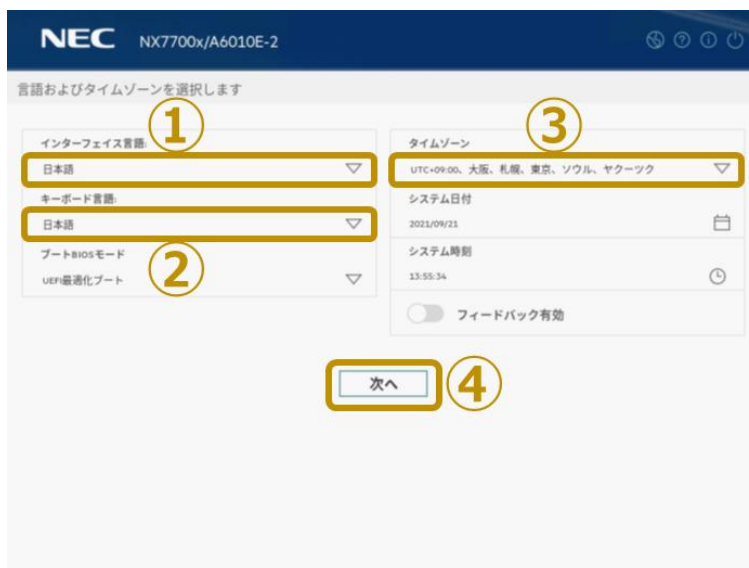 NEC NX7700x/A6010E-2
言語およびタイムゾーンを選択します
①
インターフェイス言語:
日本語
キーボード言語:
日本語
②
ブートBIOSモード
UEFI最適化ブート
③
タイムゾーン
UTC+09:00、大阪、札幌、東京、ソウル、ヤクーツク
システム日付
2021/09/21
システム時刻
13:55:34
フィードバック有効
次へ ④